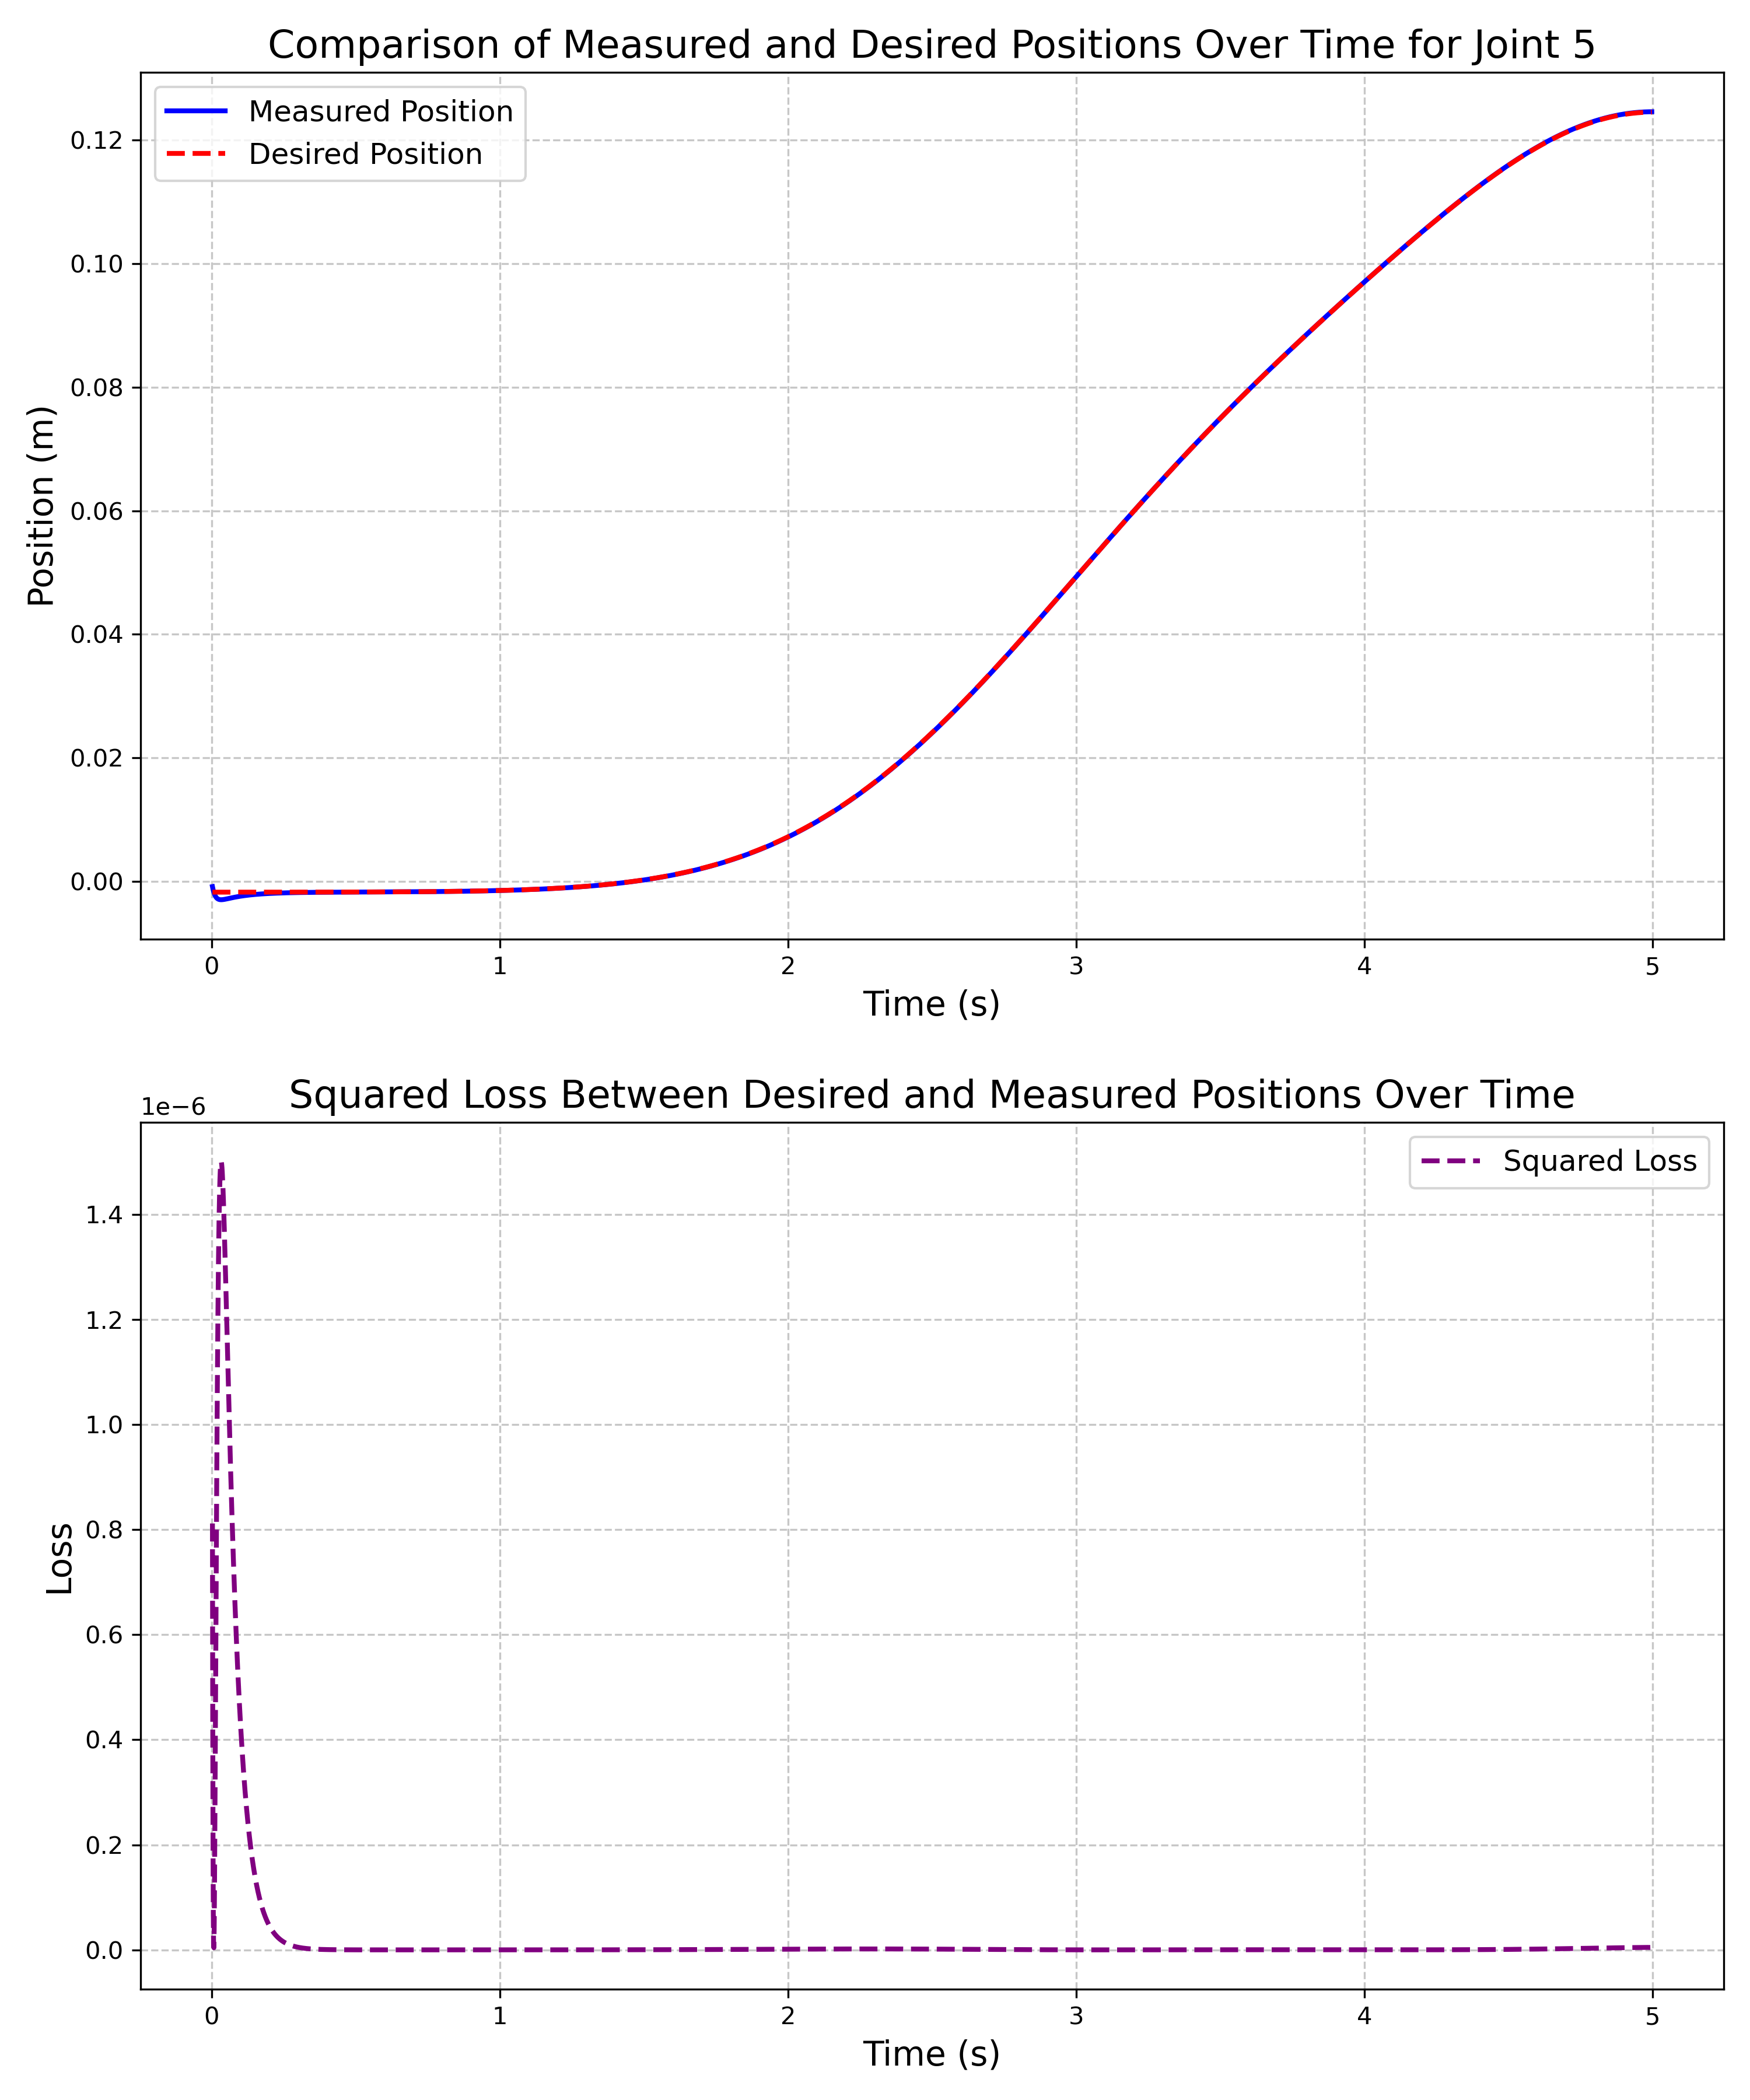 Comparison of Measured and Desired Positions Over Time for Joint 5
Measured Position
Desired Position
Position (m)
0.12
0.10
0.08
0.06
0.04
0.02
0.00
0 1 2 3 4 5
Time (s)
Squared Loss Between Desired and Measured Positions Over Time
1e−6
Squared Loss
Loss
1.4
1.2
1.0
0.8
0.6
0.4
0.2
0.0
0 1 2 3 4 5
Time (s)